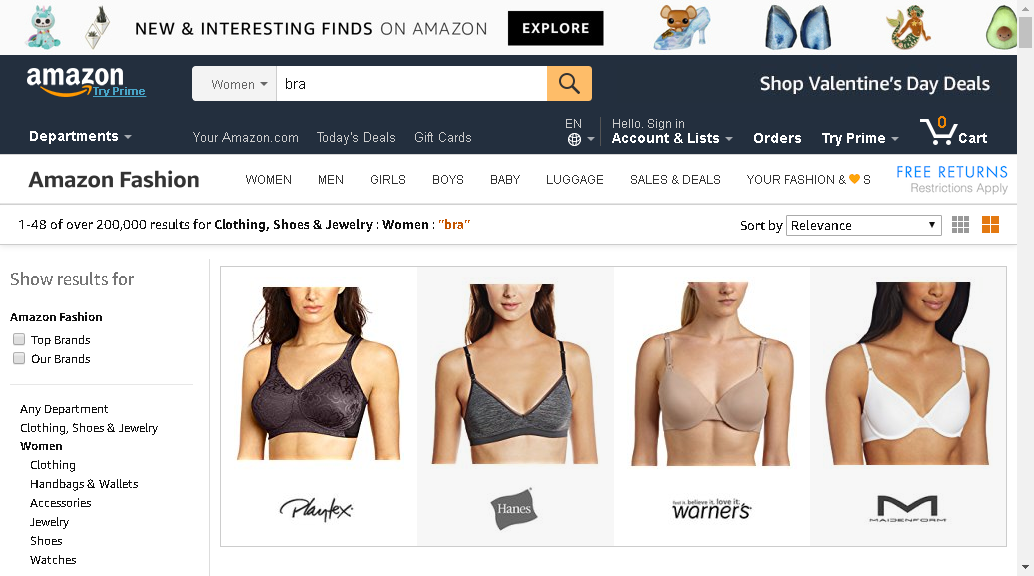 NEW & INTERESTING FINDS ON AMAZON EXPLORE
amazon
Try Prime
Women
bra
Shop Valentine's Day Deals
Departments
Your Amazon.com Today's Deals Gift Cards
EN
Hello. Sign in
Account & Lists
Orders
Try Prime
0
Cart
Amazon Fashion
WOMEN MEN GIRLS BOYS BABY LUGGAGE SALES & DEALS YOUR FASHION & S
FREE RETURNS
Restrictions Apply
1-48 of over 200,000 results for Clothing, Shoes & Jewelry : Women : "bra"
Sort by Relevance
Show results for
Amazon Fashion
Top Brands
Our Brands
Any Department
Clothing, Shoes & Jewelry
Women
Clothing
Handbags & Wallets
Accessories
Jewelry
Shoes
Watches
Playtex
Hanes
feel it. believe it. love it.
warners
MAIDENFORM